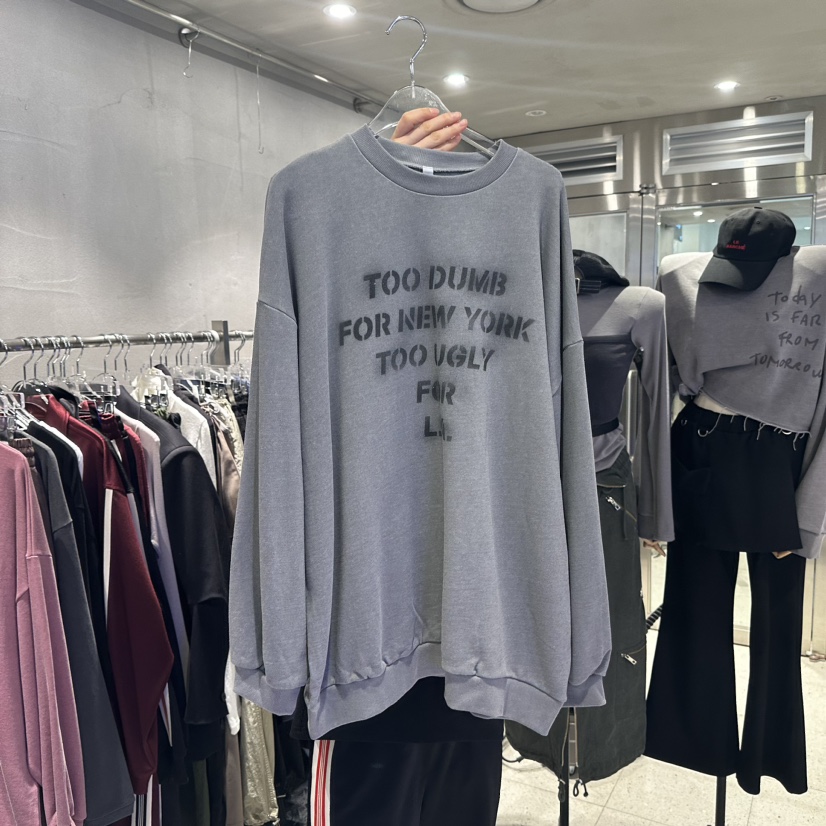 TOO DUMB
FOR NEW YORK
TOO UGLY
FOR
L.A.
Today
IS FAR
FROM
TOMORROW